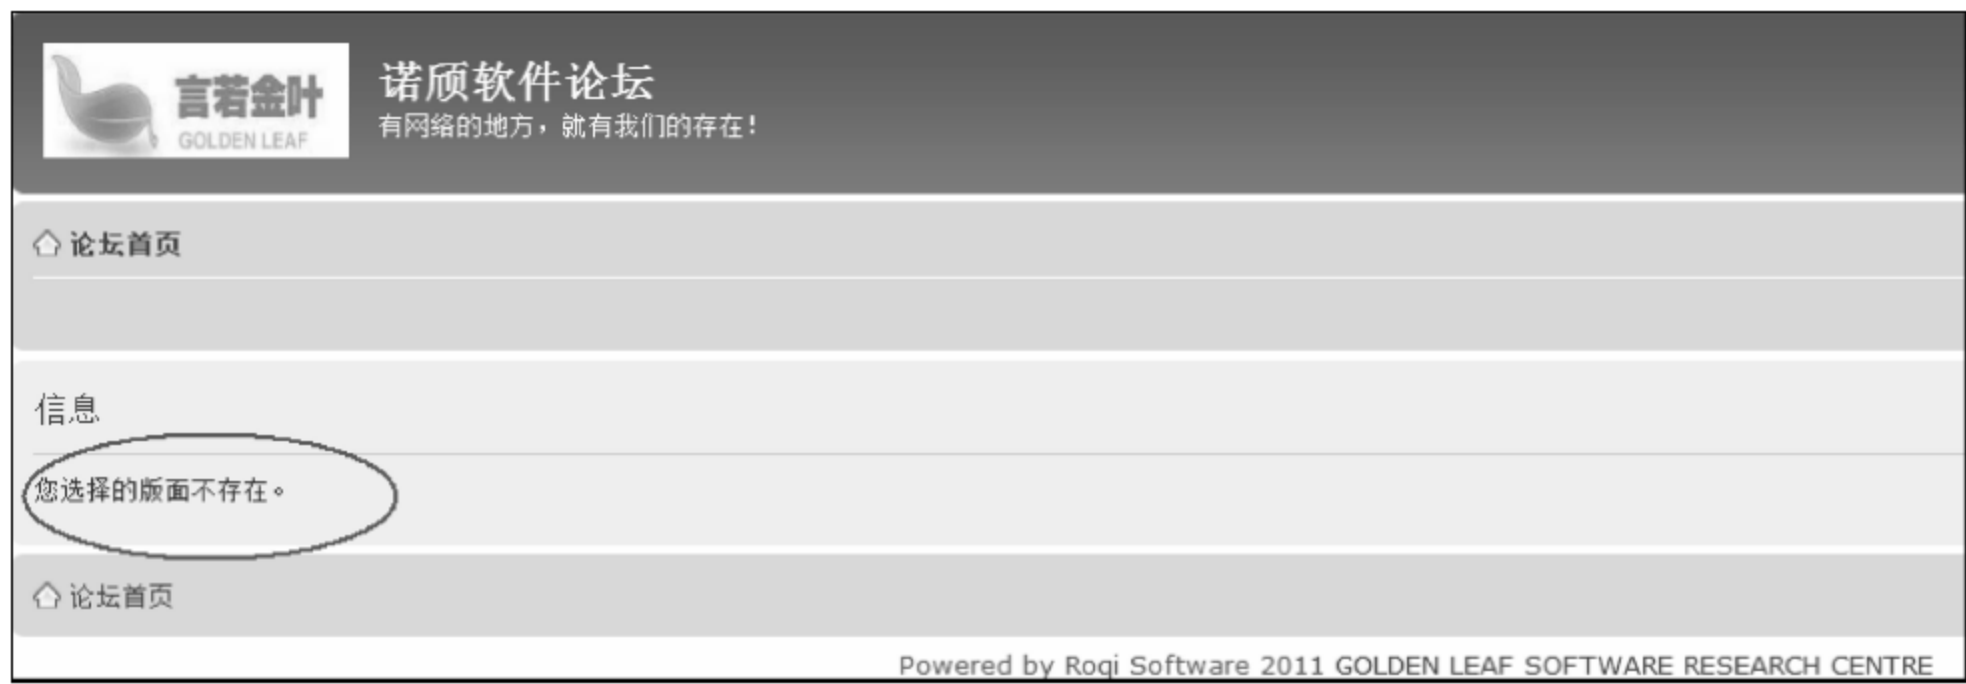 言若金叶
GOLDEN LEAF
诺颀软件论坛
有网络的地方，就有我们的存在！
论坛首页
信息
您选择的版面不存在。
论坛首页
Powered by Roqi Software 2011 GOLDEN LEAF SOFTWARE RESEARCH CENTRE